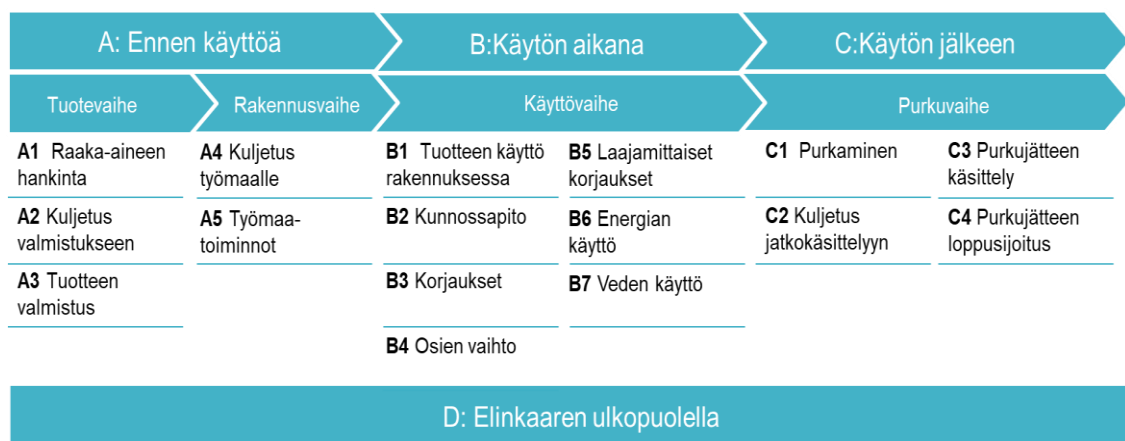 A: Ennen käyttöä
B:Käytön aikana
C:Käytön jälkeen
Tuotevaihe
Rakennusvaihe
Käyttövaihe
Purkuvaihe
A1 Raaka-aineen
hankinta
A2 Kuljetus
valmistukseen
A3 Tuotteen
valmistus
A4 Kuljetus
työmaalle
A5 Työmaa-
toiminnot
B1 Tuotteen käyttö
rakennuksessa
B2 Kunnossapito
B3 Korjaukset
B4 Osien vaihto
B5 Laajamittaiset
korjaukset
B6 Energian
käyttö
B7 Veden käyttö
C1 Purkaminen
C2 Kuljetus
jatkokäsittelyyn
C3 Purkujätteen
käsittely
C4 Purkujätteen
loppusijoitus
D: Elinkaaren ulkopuolella